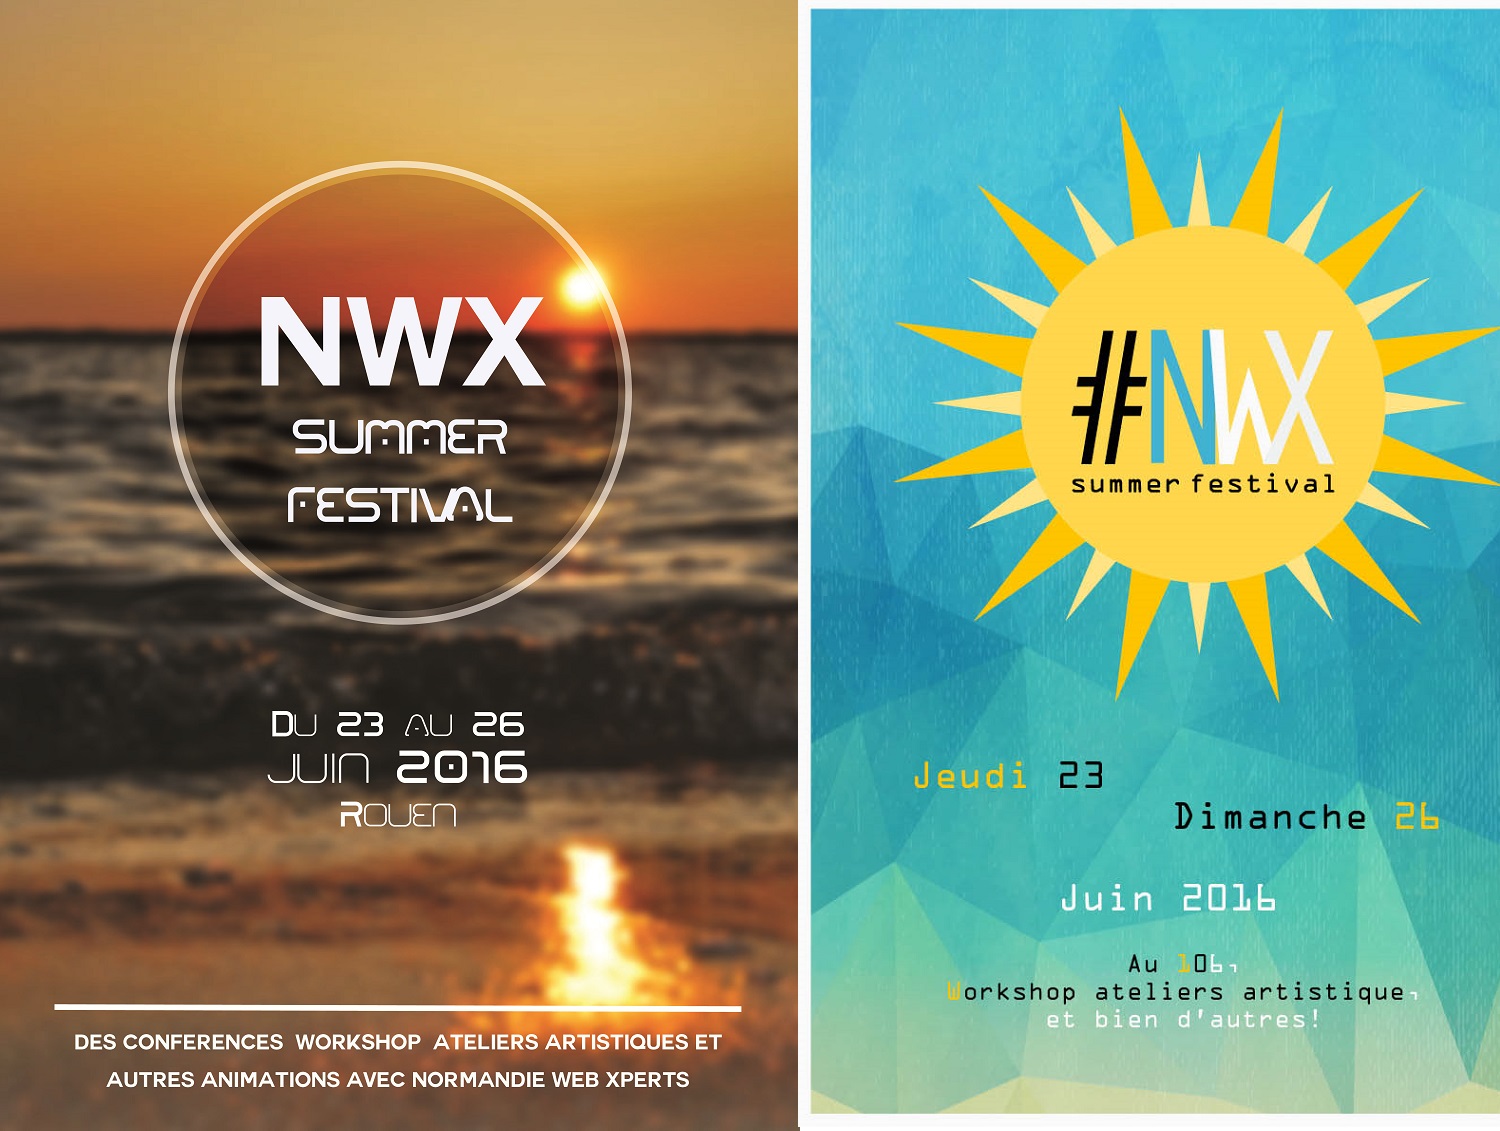 NWX
SUMMER
FESTIVAL
DU 23 AU 26
JUIN 2016
ROUEN
DES CONFERENCES WORKSHOP ATELIERS ARTISTIQUES ET
AUTRES ANIMATIONS AVEC NORMANDIE WEB XPERTS
#NWX
summer festival
Jeudi 23
Dimanche 26
Juin 2016
Au 106,
Workshop ateliers artistique,
et bien d'autres!